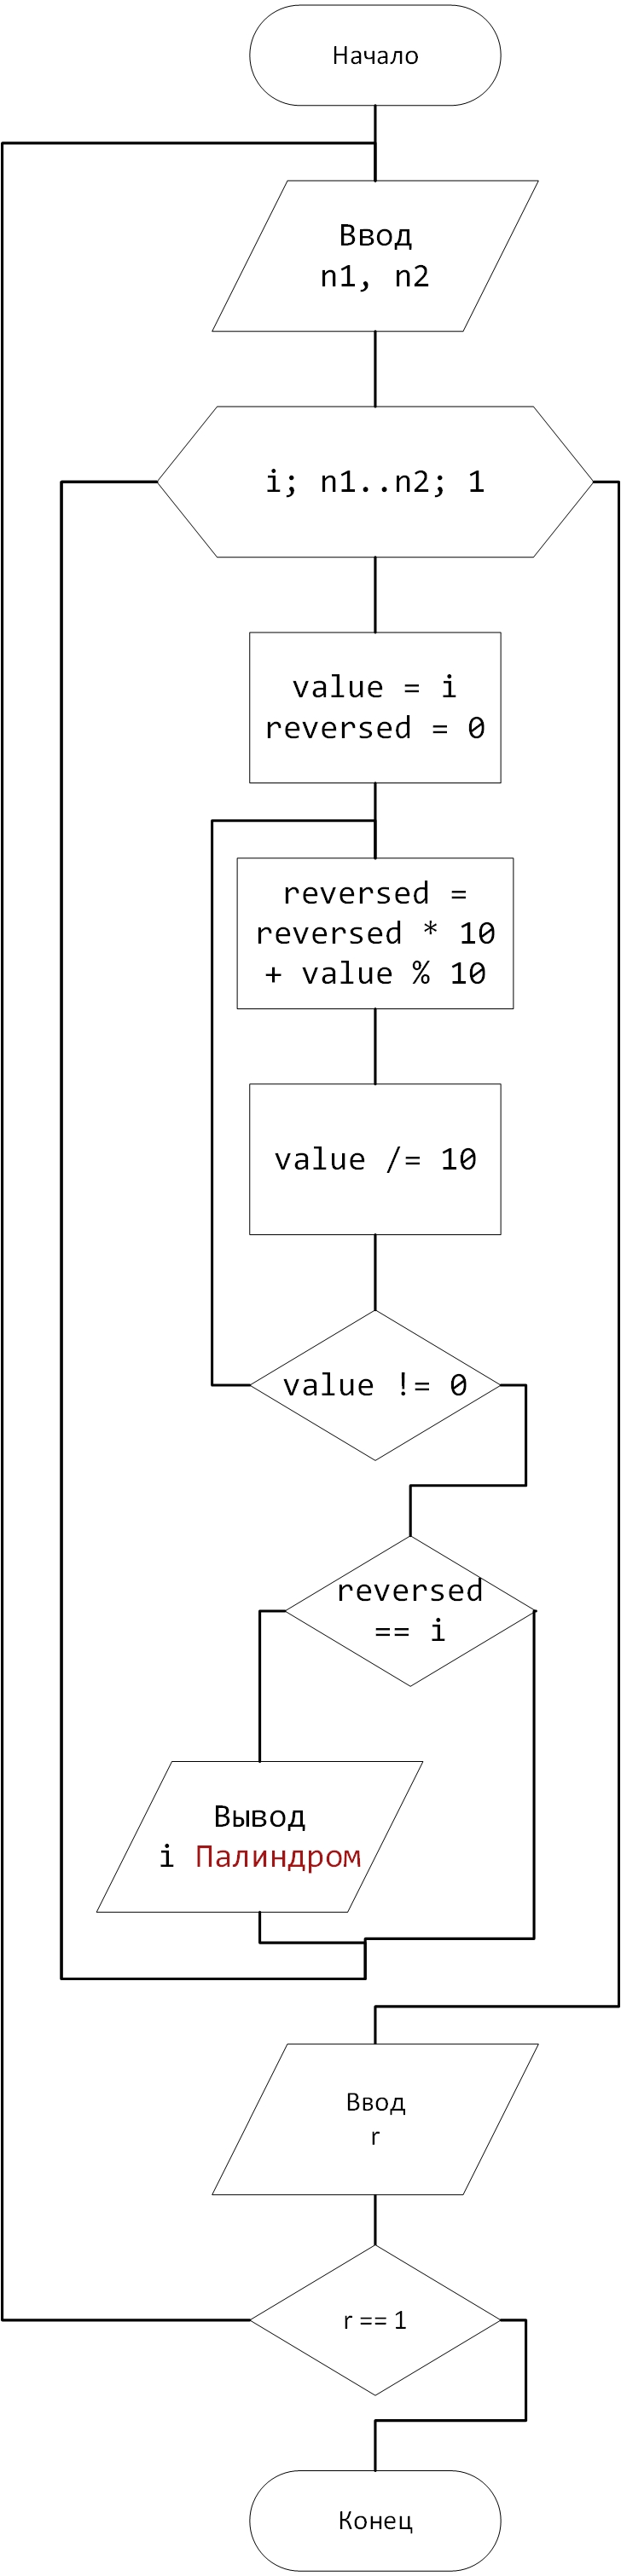 Начало
Ввод
n1, n2
i; n1..n2; 1
value = i
reversed = 0
reversed =
reversed * 10
+ value % 10
value /= 10
value != 0
reversed
== i
Вывод
i Палиндром
Ввод
r
r == 1
Конец